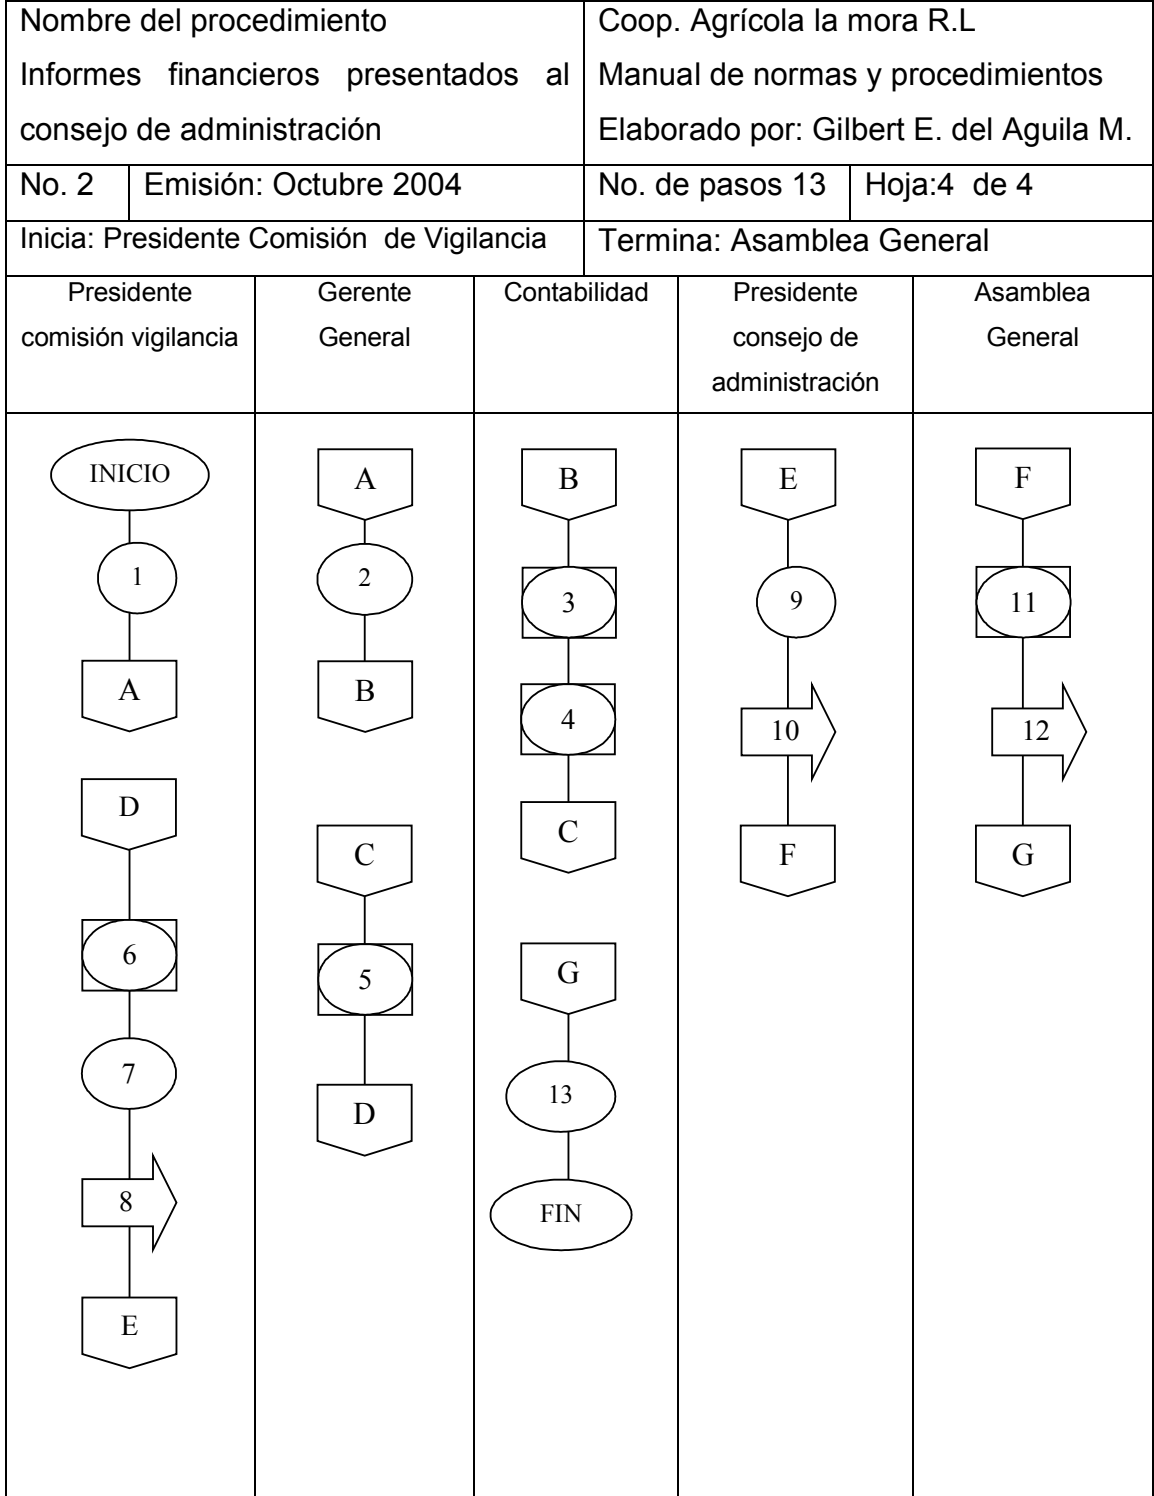 Nombre del procedimiento
Informes financieros presentados al
consejo de administración
Coop. Agrícola la mora R.L
Manual de normas y procedimientos
Elaborado por: Gilbert E. del Aguila M.
No. 2
Emisión: Octubre 2004
No. de pasos 13
Hoja:4 de 4
Inicia: Presidente Comisión de Vigilancia
Termina: Asamblea General
Presidente
comisión vigilancia
Gerente
General
Contabilidad
Presidente
consejo de
administración
Asamblea
General
INICIO
1
A
D
6
7
8
E
A
2
B
C
5
D
B
3
4
C
G
13
FIN
E
9
10
F
F
11
12
G